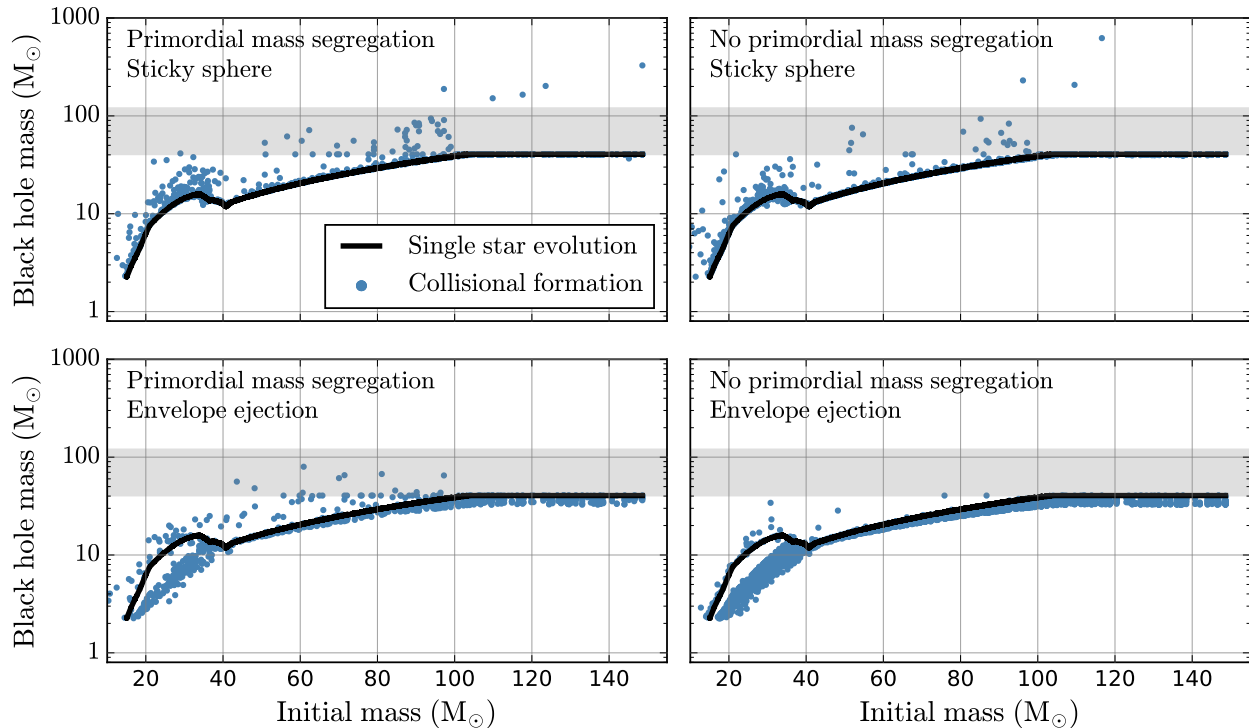 1000
100
10
1
Black hole mass (M☉)
Primordial mass segregation
Sticky sphere
Single star evolution
Collisional formation
No primordial mass segregation
Sticky sphere
1000
100
10
1
Black hole mass (M☉)
Primordial mass segregation
Envelope ejection
20 40 60 80 100 120 140
Initial mass (M☉)
No primordial mass segregation
Envelope ejection
20 40 60 80 100 120 140
Initial mass (M☉)